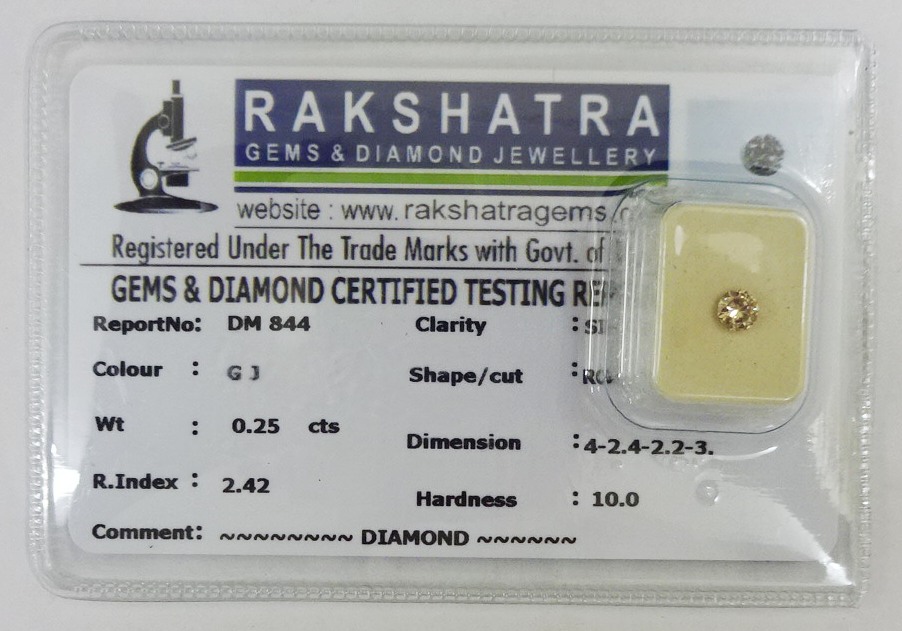 RAKSHATRA
GEMS & DIAMOND JEWELLERY
website : www. rakshatragems.
Registered Under The Trade Marks with Govt. of
GEMS & DIAMOND CERTIFIED TESTING
ReportNo: DM 844
Clarity :
Colour : G J
Shape/cut :
Wt : 0.25 cts
Dimension : 4-2.4-2.2-3.
R.Index : 2.42
Hardness : 10.0
Comment: ~~~~~~~~ DIAMOND ~~~~~~